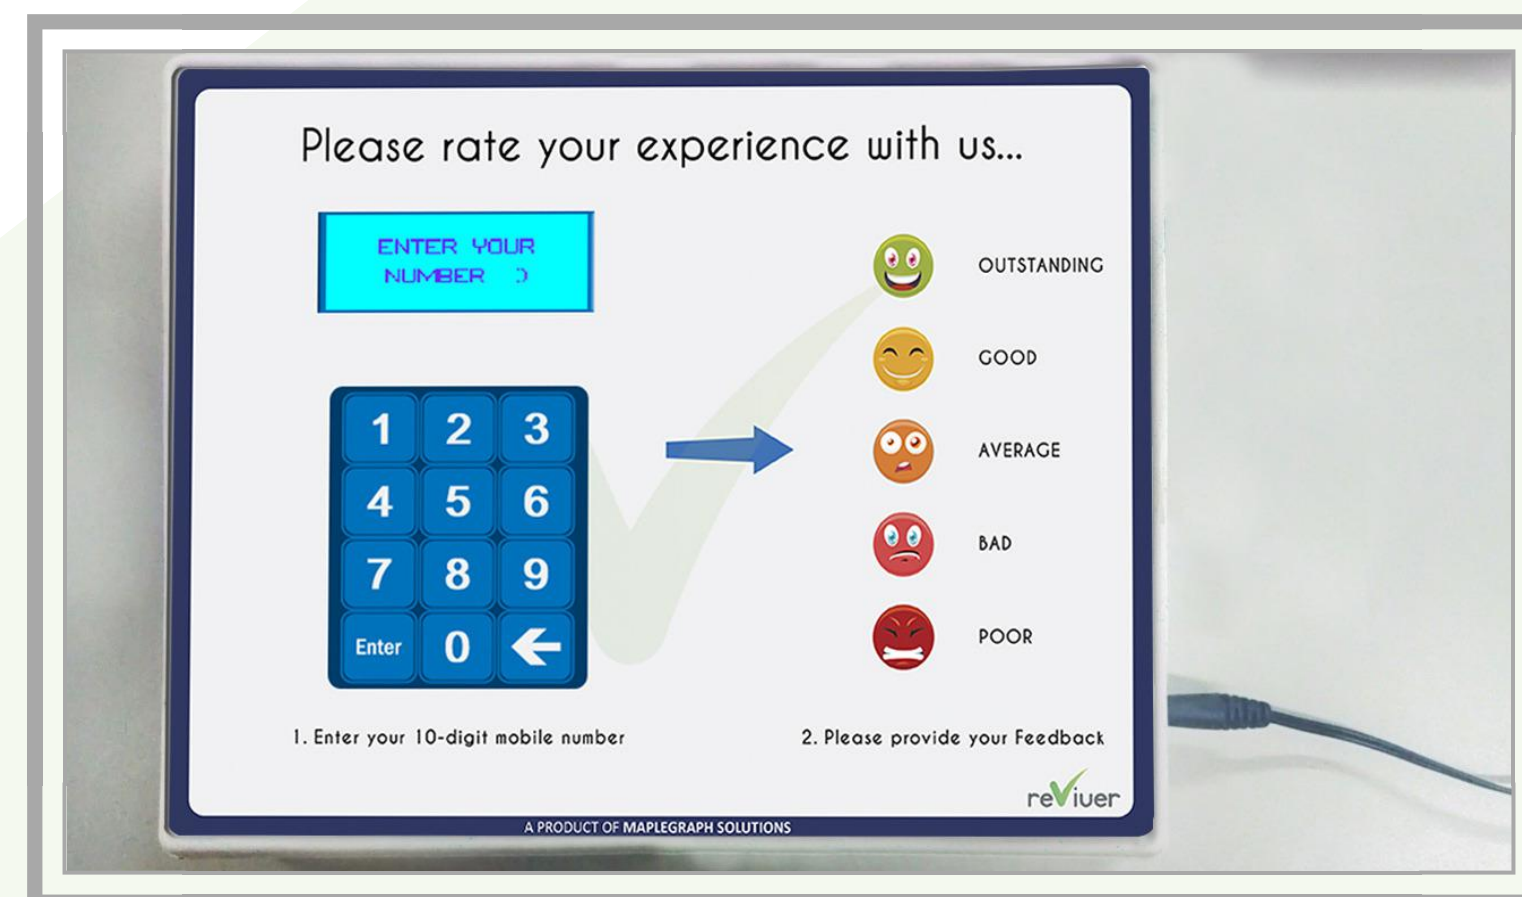 Please rate your experience with us...
ENTER YOUR
NUMBER :)
OUTSTANDING
GOOD
AVERAGE
BAD
POOR
1 2 3
4 5 6
7 8 9
Enter 0
1. Enter your 10-digit mobile number
2. Please provide your Feedback
reViuer
A PRODUCT OF MAPLEGRAPH SOLUTIONS